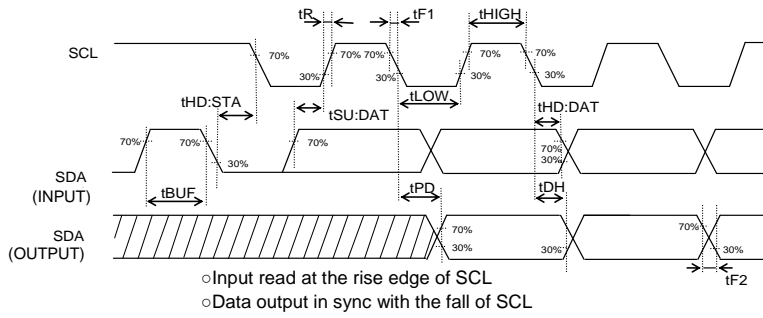 tR tF1 tHIGH
SCL 70% 70% 70% 70% 70%
30% 30% 30% 30%
tHD:STA tSU:DAT tLOW tHD:DAT
70% 70% 70% 70%
30% 30%
SDA
(INPUT)
tBUF tPD tDH
SDA
(OUTPUT)
70% 70%
30% 30% 30%
tF2
○Input read at the rise edge of SCL
○Data output in sync with the fall of SCL